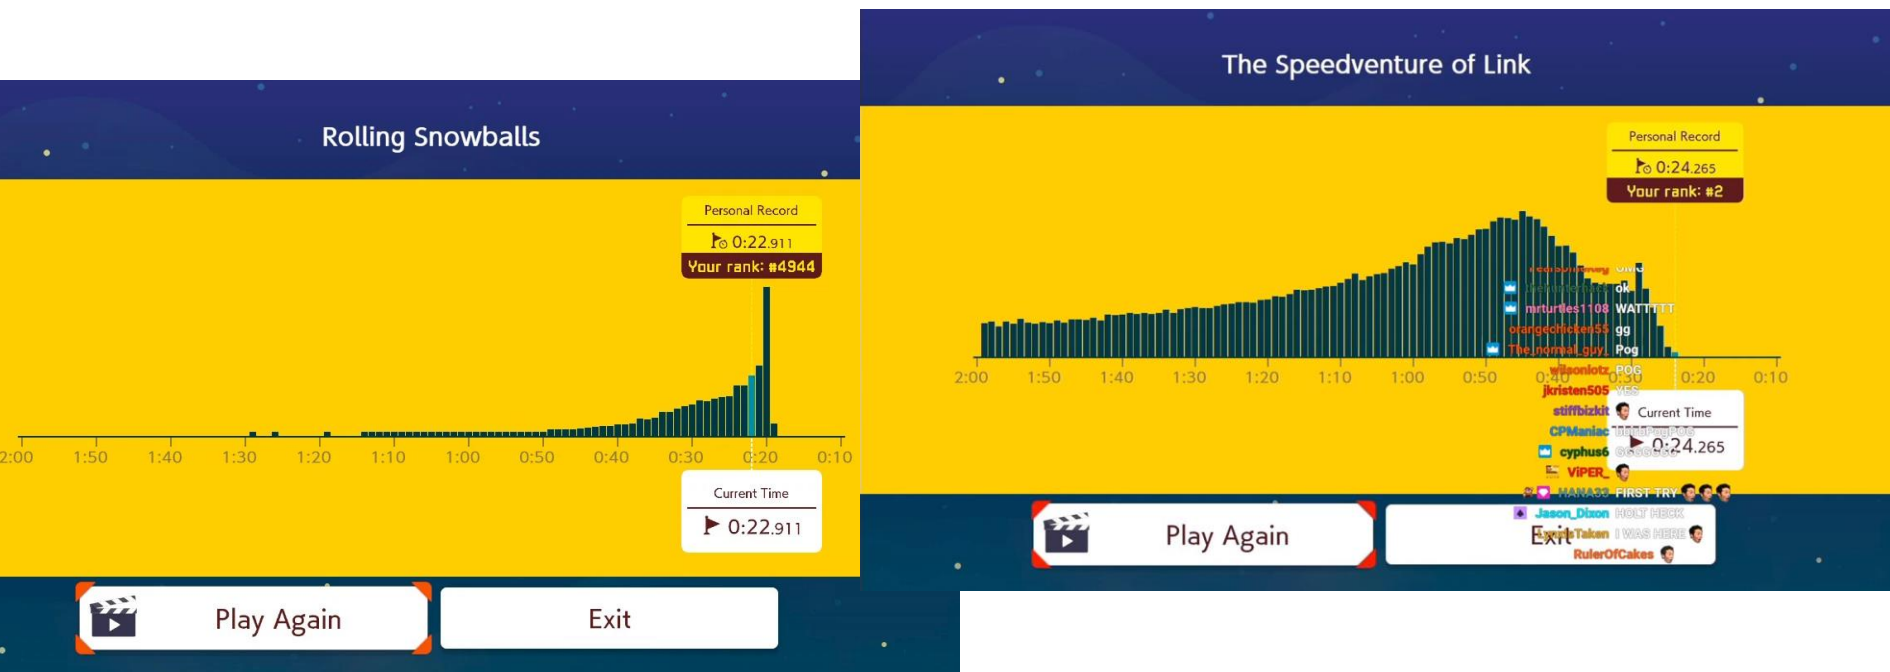 Rolling Snowballs
Personal Record
0:22.911
Your rank: #4944
2:00 1:50 1:40 1:30 1:20 1:10 1:00 0:50 0:40 0:30 0:20 0:10
Current Time
0:22.911
Play Again
Exit
The Speedventure of Link
Personal Record
0:24.265
Your rank: #2
OMG
ok
mrturtles1108 WATTTTT
orangechicken55 gg
The_normal_guy_ Pog
2:00 1:50 1:40 1:30 1:20 1:10 1:00 0:50 0:40 0:30 0:20 0:10
wilsonlotz POG
jkristen505 YES
stiffbizkit
Current Time
CPManiac
0:24.265
cyphus6
ViPER_
HANA33 FIRST TRY
Jason_Dixon HOLT HECK
Play Again
Exit
I WAS HERE
RulerOfCakes